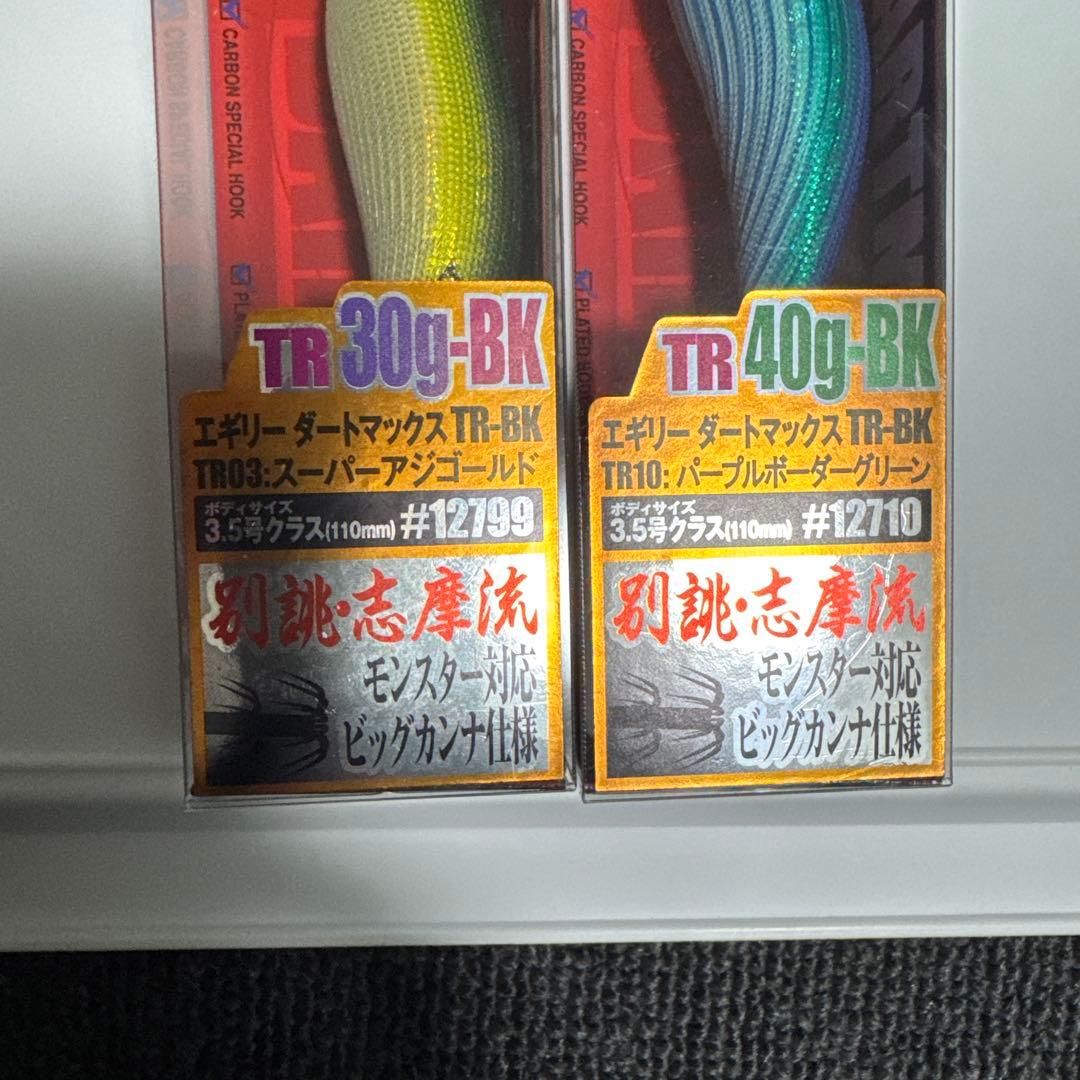 CARBON SPECIAL HOOK
TR 30g-BK
エギリー ダートマックス TR-BK
TR03:スーパーアジゴールド
ボディサイズ
3.5号クラス(110mm) #12799
別誂・志摩流
モンスター対応
ビッグカンナ仕様
CARBON SPECIAL HOOK
PLATED HOOK
TR 40g-BK
エギリー ダートマックス TR-BK
TR10: パープルボーダーグリーン
ボディサイズ
3.5号クラス(110mm) #12710
別誂・志摩流
モンスター対応
ビッグカンナ仕様